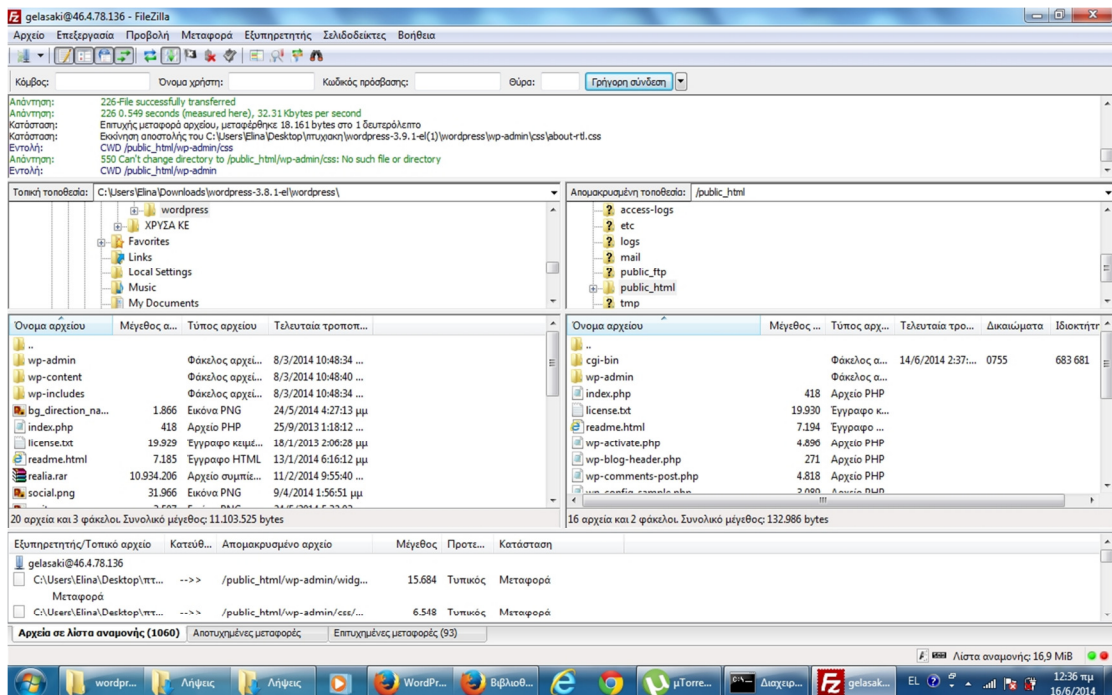 gelasaki@46.4.78.136 - FileZilla
Αρχείο Επεξεργασία Προβολή Μεταφορά Εξυπηρετητής Σελιδοδείκτες Βοήθεια
Κόμβος: Όνομα χρήστη: Κωδικός πρόσβασης: Θύρα: Γρήγορη σύνδεση
Απάντηση: 226-File successfully transferred
Απάντηση: 226 0.549 seconds (measured here), 32.31 Kbytes per second
Κατάσταση: Επιτυχής μεταφορά αρχείου, μεταφέρθηκε 18.161 bytes στο 1 δευτερόλεπτο
Κατάσταση: Εκκίνηση αποστολής του C:\Users\Elina\Desktop\πτυχιακη\wordpress-3.9.1-el(1)\wordpress\wp-admin\css\about-rtl.css
Εντολή: CWD /public_html/wp-admin/css
Απάντηση: 550 Can't change directory to /public_html/wp-admin/css: No such file or directory
Εντολή: CWD /public_html/wp-admin
Τοπική τοποθεσία: C:\Users\Elina\Downloads\wordpress-3.8.1-el\wordpress\
wordpress
ΧΡΥΣΑ ΚΕ
Favorites
Links
Local Settings
Music
My Documents
Απομακρυσμένη τοποθεσία: /public_html
access-logs
etc
logs
mail
public_ftp
public_html
tmp
Όνομα αρχείου Μέγεθος α... Τύπος αρχείου Τελευταία τροποπ...
..
wp-admin Φάκελος αρχεί... 8/3/2014 10:48:34 ...
wp-content Φάκελος αρχεί... 8/3/2014 10:48:40 ...
wp-includes Φάκελος αρχεί... 8/3/2014 10:48:34 ...
bg_direction_na... 1.866 Εικόνα PNG 24/5/2014 4:27:13 μμ
index.php 418 Αρχείο PHP 25/9/2013 1:18:12 ...
license.txt 19.929 Έγγραφο κειμέ... 18/1/2013 2:06:28 μμ
readme.html 7.185 Έγγραφο HTML 13/1/2014 6:16:12 μμ
realia.rar 10.934.206 Αρχείο συμπίε... 11/2/2014 9:55:40 ...
social.png 31.966 Εικόνα PNG 9/4/2014 1:56:51 μμ
20 αρχεία και 3 φάκελοι. Συνολικό μέγεθος: 11.103.525 bytes
Όνομα αρχείου Μέγεθος ... Τύπος αρχ... Τελευταία τρο... Δικαιώματα Ιδιοκτήτη
..
cgi-bin Φάκελος α... 14/6/2014 2:37:... 0755 683 681
wp-admin Φάκελος α...
index.php 418 Αρχείο PHP
license.txt 19.930 Έγγραφο κ...
readme.html 7.194 Έγγραφο ...
wp-activate.php 4.896 Αρχείο PHP
wp-blog-header.php 271 Αρχείο PHP
wp-comments-post.php 4.818 Αρχείο PHP
wp-config-sample.php 3.080 Αρχείο PHP
16 αρχεία και 2 φάκελοι. Συνολικό μέγεθος: 132.986 bytes
Εξυπηρετητής/Τοπικό αρχείο Κατεύθ... Απομακρυσμένο αρχείο Μέγεθος Προτε... Κατάσταση
gelasaki@46.4.78.136
C:\Users\Elina\Desktop\πτ... -->> /public_html/wp-admin/widg... 15.684 Τυπικός Μεταφορά
Μεταφορά
C:\Users\Elina\Desktop\πτ... -->> /public_html/wp-admin/css/... 6.548 Τυπικός Μεταφορά
Αρχεία σε λίστα αναμονής (1060) Αποτυχημένες μεταφορές Επιτυχημένες μεταφορές (93)
Λίστα αναμονής: 16,9 MiB
wordpr... Λήψεις Λήψεις WordPr... Βιβλιοθ... µTorre... Διαχειρ... gelasak... EL 12:36 πμ
16/6/2014